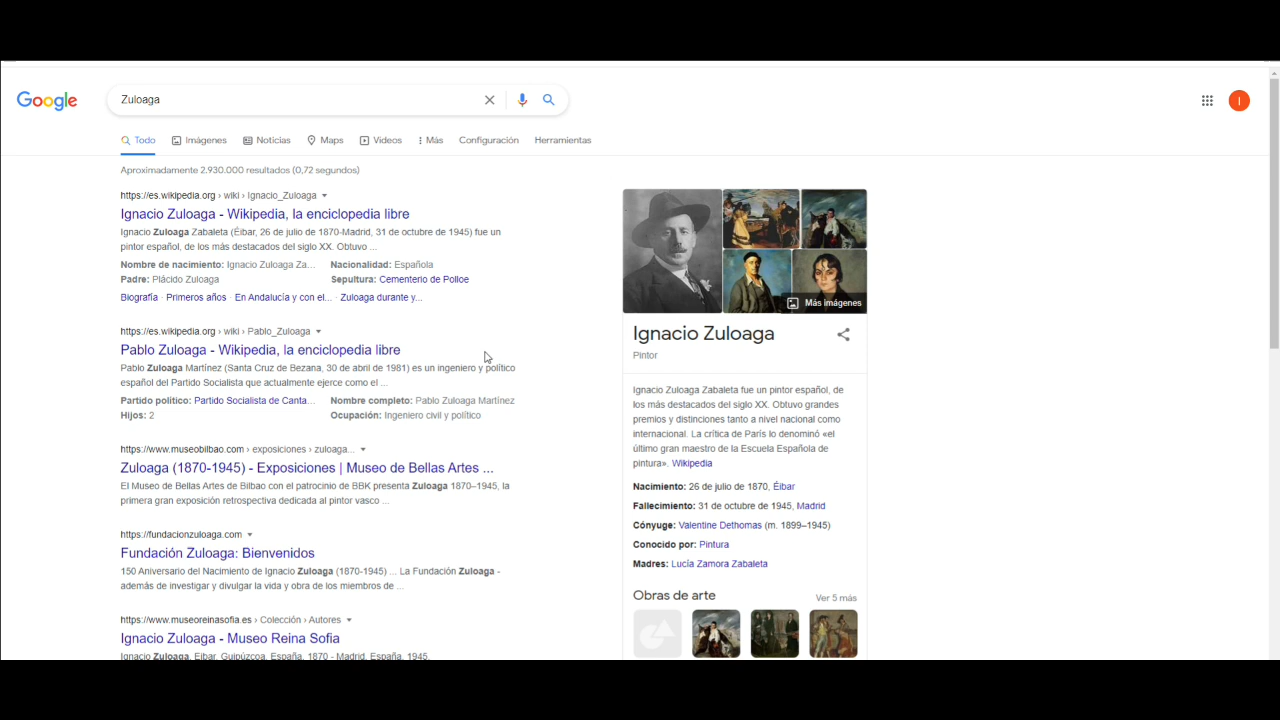 Google
Zuloaga
Todo Imágenes Noticias Maps Videos Más Configuración Herramientas
I
Aproximadamente 2.930.000 resultados (0,72 segundos)
https://es.wikipedia.org › wiki › Ignacio_Zuloaga
Ignacio Zuloaga - Wikipedia, la enciclopedia libre
Ignacio Zuloaga Zabaleta (Éibar, 26 de julio de 1870-Madrid, 31 de octubre de 1945) fue un
pintor español, de los más destacados del siglo XX. Obtuvo ...
Nombre de nacimiento: Ignacio Zuloaga Za... Nacionalidad: Española
Padre: Plácido Zuloaga Sepultura: Cementerio de Polloe
Biografía · Primeros años · En Andalucía y con el... · Zuloaga durante y...
https://es.wikipedia.org › wiki › Pablo_Zuloaga
Pablo Zuloaga - Wikipedia, la enciclopedia libre
Pablo Zuloaga Martínez (Santa Cruz de Bezana, 30 de abril de 1981) es un ingeniero y político
español del Partido Socialista que actualmente ejerce como el ...
Partido político: Partido Socialista de Canta... Nombre completo: Pablo Zuloaga Martínez
Hijos: 2 Ocupación: Ingeniero civil y político
https://www.museobilbao.com › exposiciones › zuloaga...
Zuloaga (1870-1945) - Exposiciones | Museo de Bellas Artes ...
El Museo de Bellas Artes de Bilbao con el patrocinio de BBK presenta Zuloaga 1870–1945, la
primera gran exposición retrospectiva dedicada al pintor vasco ...
https://fundacionzuloaga.com
Fundación Zuloaga: Bienvenidos
150 Aniversario del Nacimiento de Ignacio Zuloaga (1870-1945) ... La Fundación Zuloaga -
además de investigar y divulgar la vida y obra de los miembros de ...
https://www.museoreinasofia.es › Colección › Autores
Ignacio Zuloaga - Museo Reina Sofia
Ignacio Zuloaga. Eibar, Guipúzcoa, España, 1870 - Madrid, España, 1945.
Más imágenes
Ignacio Zuloaga
Pintor
Ignacio Zuloaga Zabaleta fue un pintor español, de
los más destacados del siglo XX. Obtuvo grandes
premios y distinciones tanto a nivel nacional como
internacional. La crítica de París lo denominó «el
último gran maestro de la Escuela Española de
pintura». Wikipedia
Nacimiento: 26 de julio de 1870, Éibar
Fallecimiento: 31 de octubre de 1945, Madrid
Cónyuge: Valentine Dethomas (m. 1899–1945)
Conocido por: Pintura
Madres: Lucía Zamora Zabaleta
Obras de arte Ver 5 más